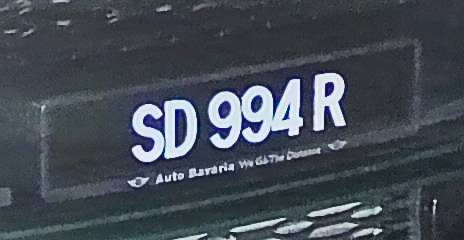 SD 994 R
Auto Bavaria We Go The Distance